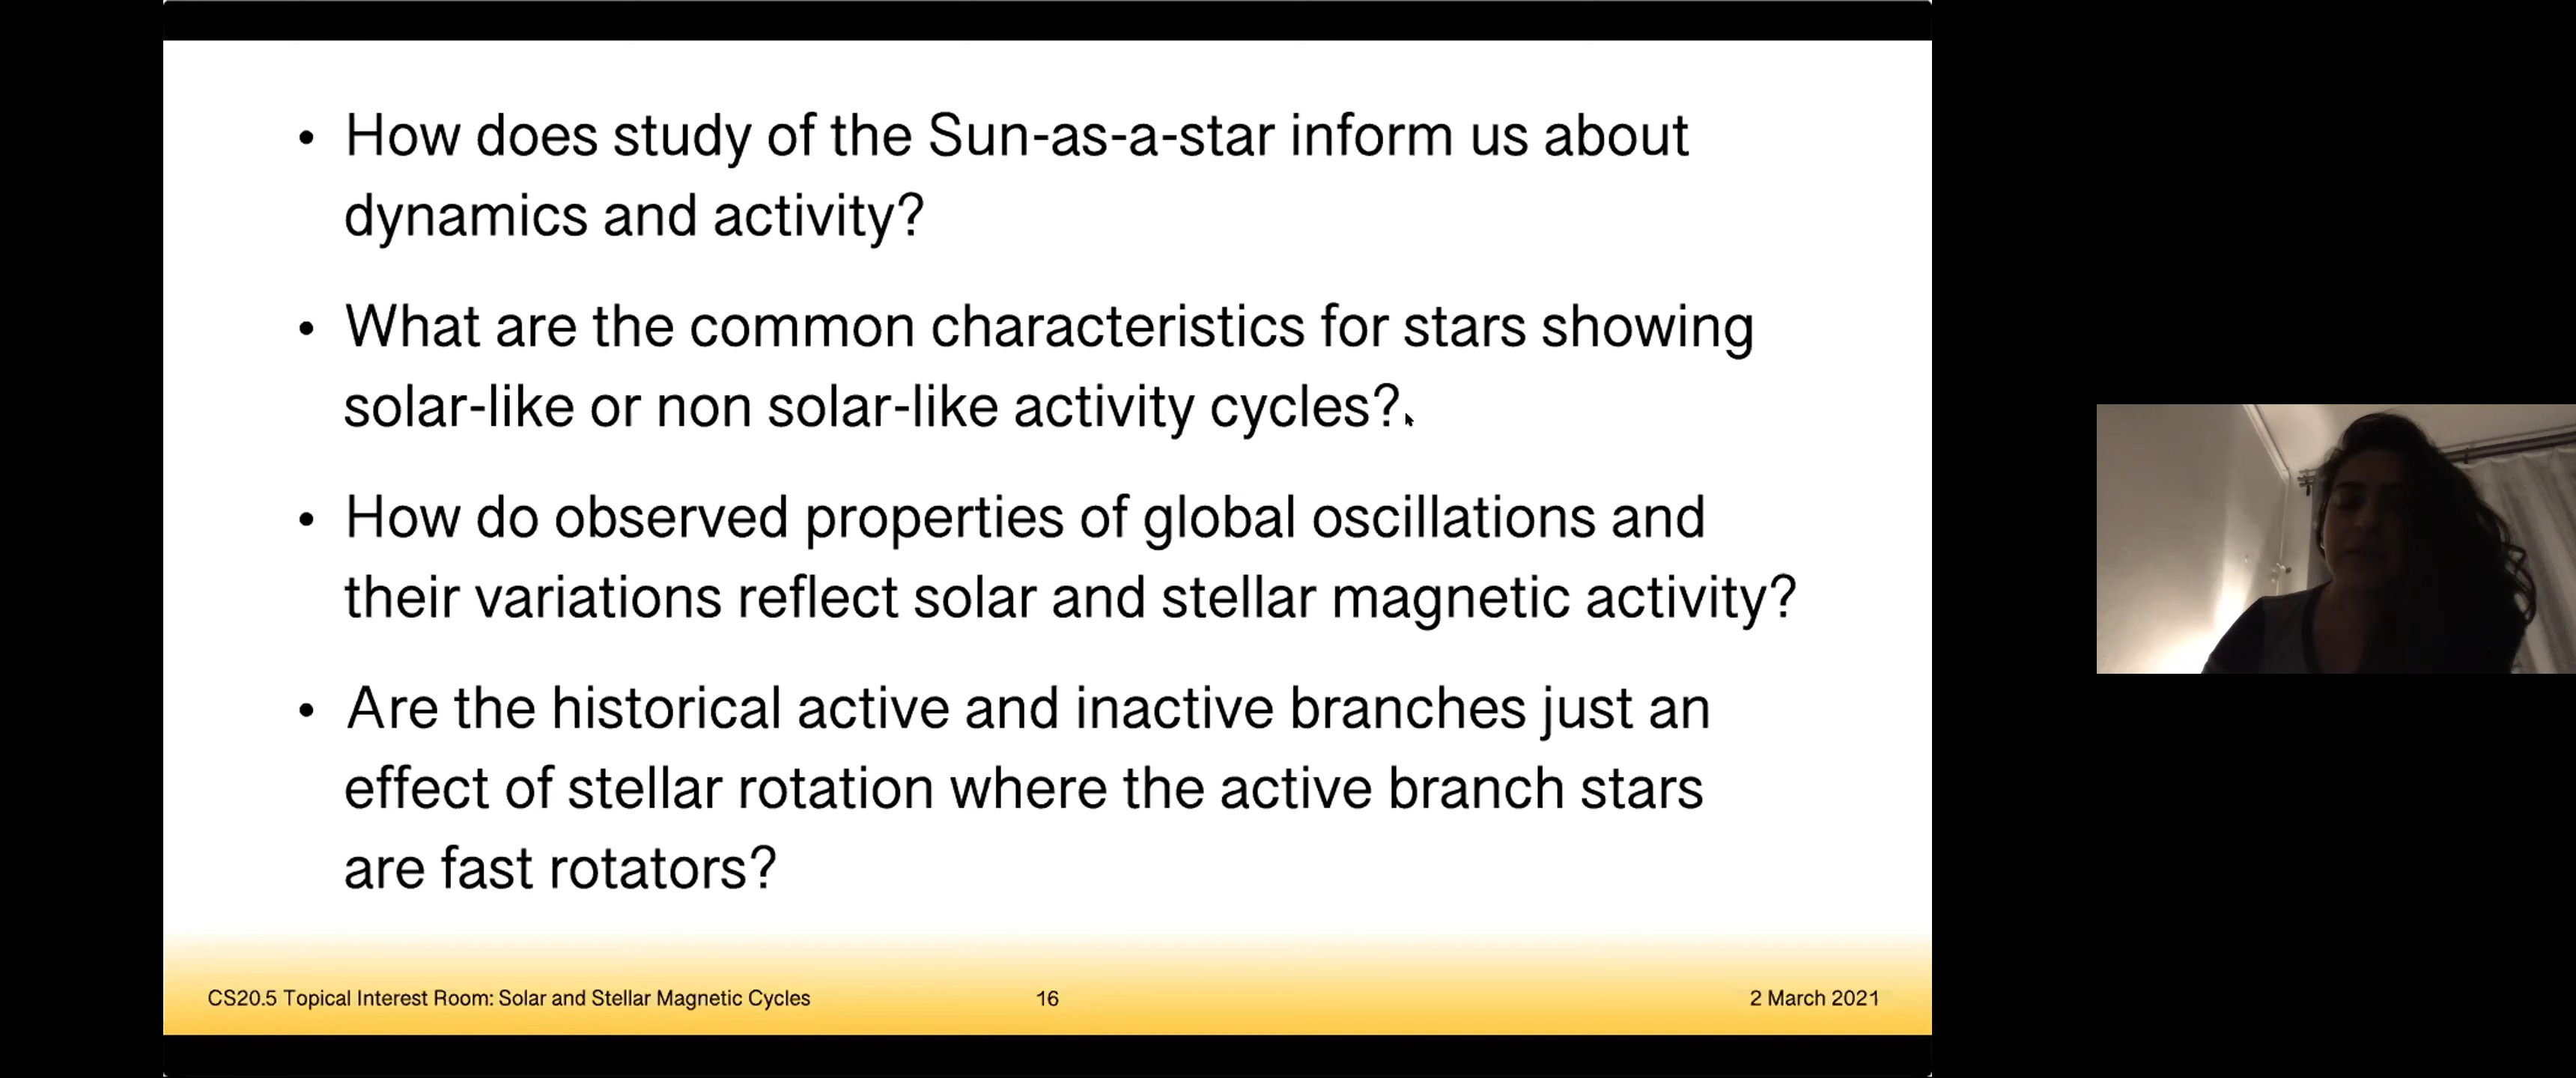 • How does study of the Sun-as-a-star inform us about
dynamics and activity?
• What are the common characteristics for stars showing
solar-like or non solar-like activity cycles?
• How do observed properties of global oscillations and
their variations reflect solar and stellar magnetic activity?
• Are the historical active and inactive branches just an
effect of stellar rotation where the active branch stars
are fast rotators?
CS20.5 Topical Interest Room: Solar and Stellar Magnetic Cycles
16
2 March 2021